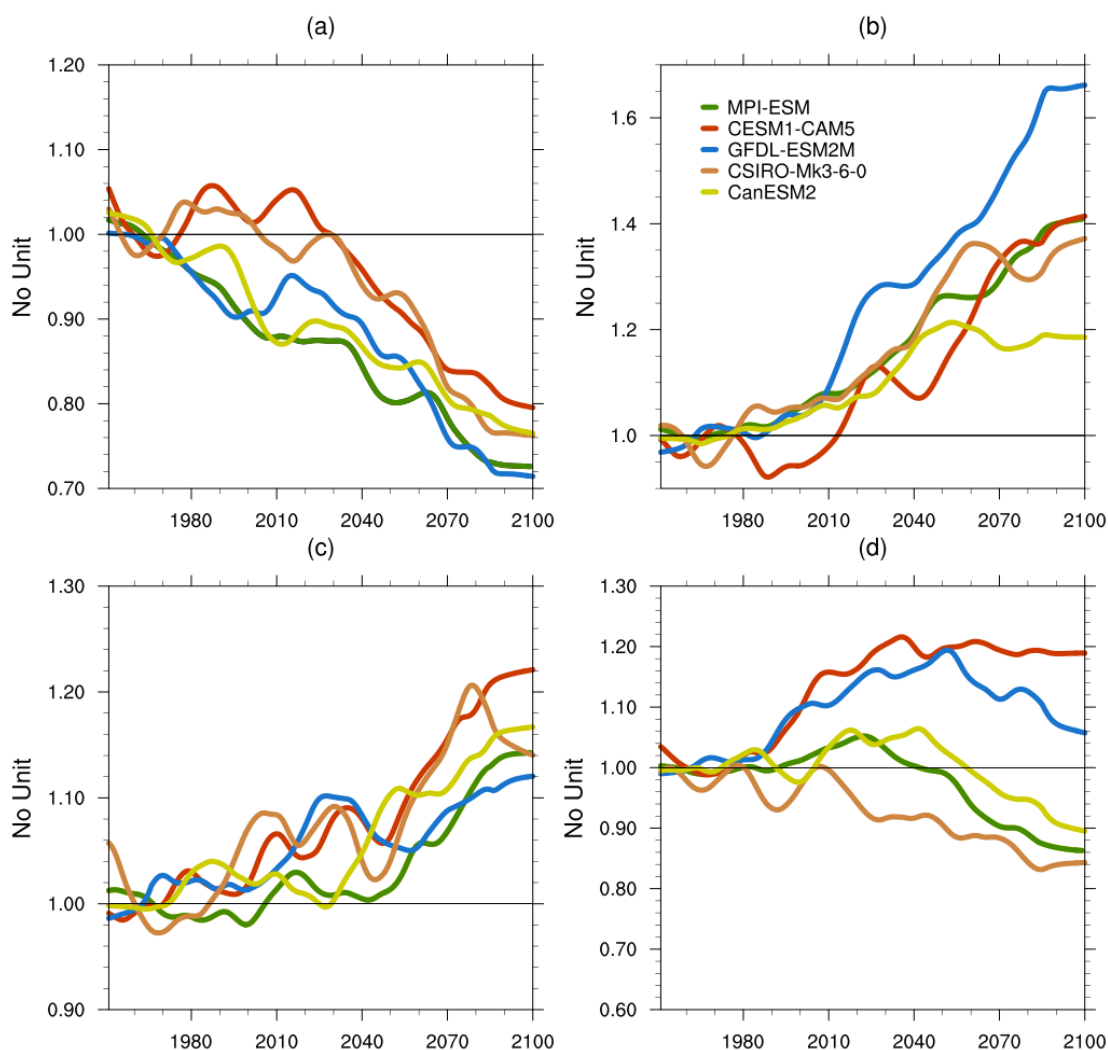 (a)
(b)
1.20
1.10
1.00
0.90
0.80
0.70
No Unit
1980 2010 2040 2070 2100
1.6
1.4
1.2
1.0
No Unit
MPI-ESM
CESM1-CAM5
GFDL-ESM2M
CSIRO-Mk3-6-0
CanESM2
1980 2010 2040 2070 2100
(c)
(d)
1.30
1.20
1.10
1.00
0.90
No Unit
1980 2010 2040 2070 2100
1.30
1.20
1.10
1.00
0.90
0.80
0.70
0.60
No Unit
1980 2010 2040 2070 2100